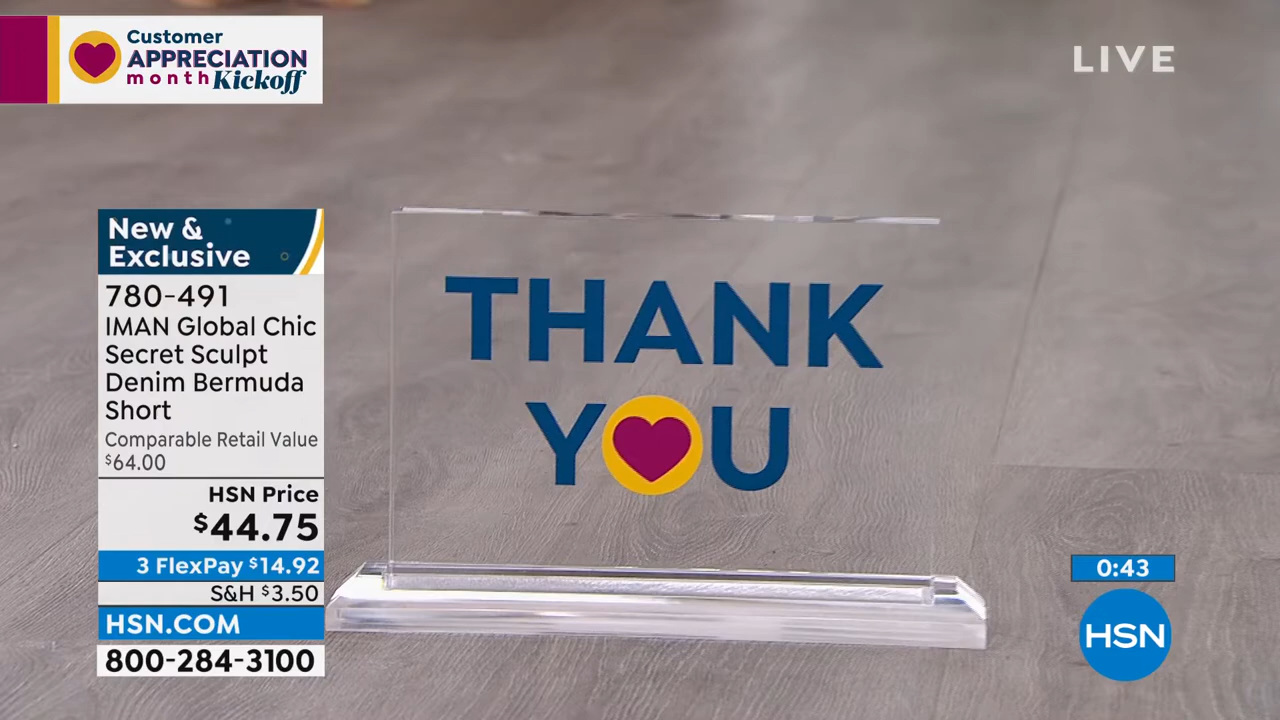 Customer
APPRECIATION
month Kickoff
LIVE
New &
Exclusive
780-491
IMAN Global Chic
Secret Sculpt
Denim Bermuda
Short
Comparable Retail Value
$64.00
HSN Price
$44.75
3 FlexPay $14.92
S&H $3.50
HSN.COM
800-284-3100
THANK
YOU
0:43
HSN